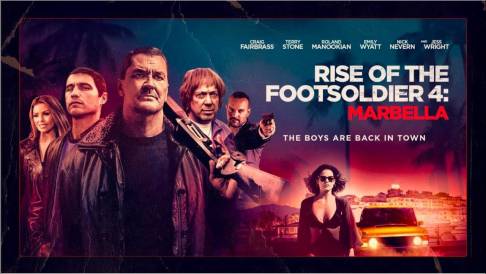 CRAIG FAIRBRASS TERRY STONE ROLAND MANOOKIAN EMILY WYATT NICK NEVERN AND JESS WRIGHT
RISE OF THE
FOOTSOLDIER 4:
MARBELLA
THE BOYS ARE BACK IN TOWN